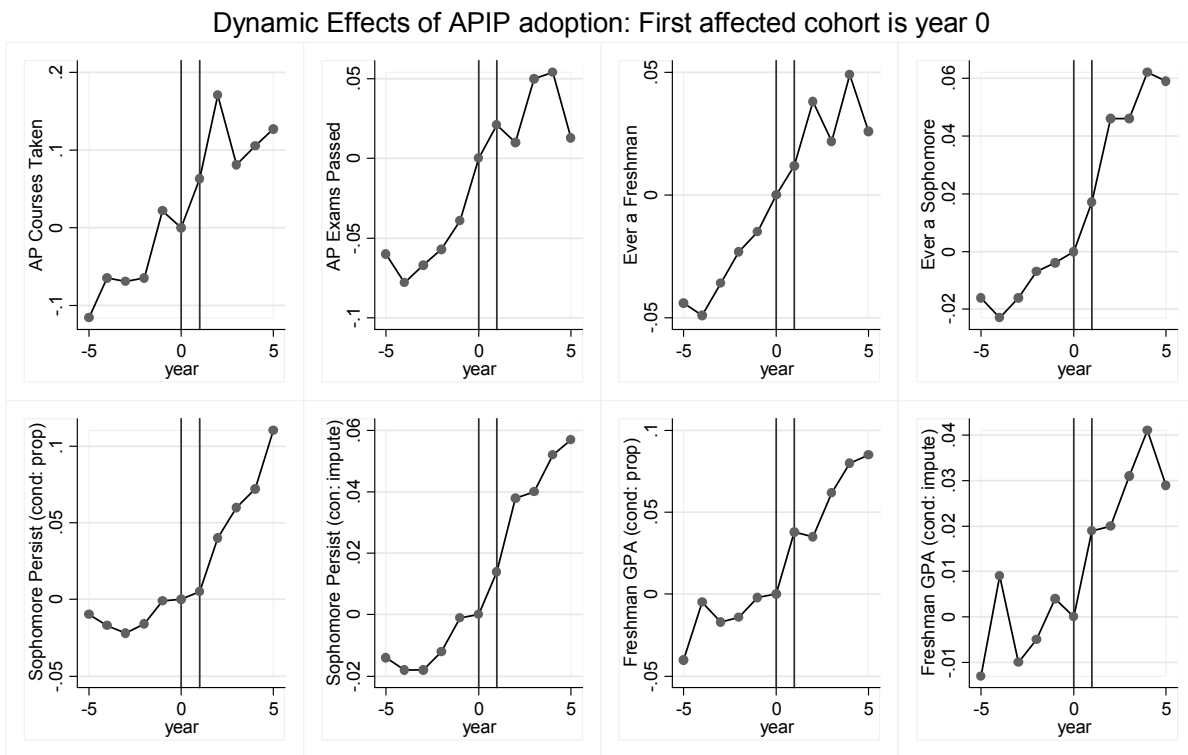 Dynamic Effects of APIP adoption: First affected cohort is year 0
AP Courses Taken
.2
.1
0
-.1
-5 0 5
year
AP Exams Passed
.05
0
-.05
-.1
-5 0 5
year
Ever a Freshman
.05
0
-.05
-5 0 5
year
Ever a Sophomore
.06
.04
.02
0
-.02
-5 0 5
year
Sophomore Persist (cond: prop)
.1
.05
0
-.05
-5 0 5
year
Sophomore Persist (con: impute)
.06
.04
.02
0
-.02
-5 0 5
year
Freshman GPA (cond: prop)
.1
.05
0
-.05
-5 0 5
year
Freshman GPA (cond: impute)
.04
.03
.02
.01
0
-.01
-5 0 5
year